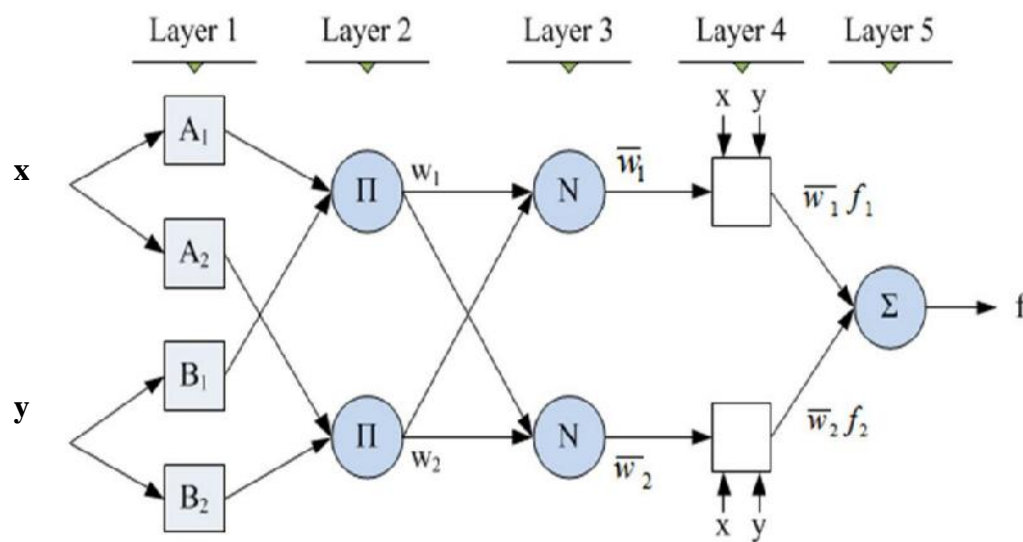 Layer 1 Layer 2 Layer 3 Layer 4 Layer 5
x y
A₁
x
Π w₁ N w̅₁
w̅₁ f₁
A₂
Σ f
B₁
y
w̅₂ f₂
Π w₂ N w̅₂
B₂
x y